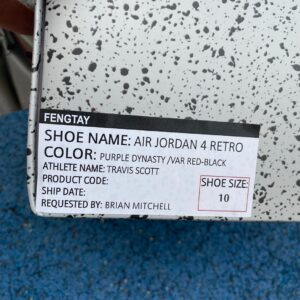 FENGTAY
SHOE NAME: AIR JORDAN 4 RETRO
COLOR: PURPLE DYNASTY /VAR RED-BLACK
ATHLETE NAME: TRAVIS SCOTT
PRODUCT CODE:
SHIP DATE:
REQUESTED BY: BRIAN MITCHELL
SHOE SIZE:
10